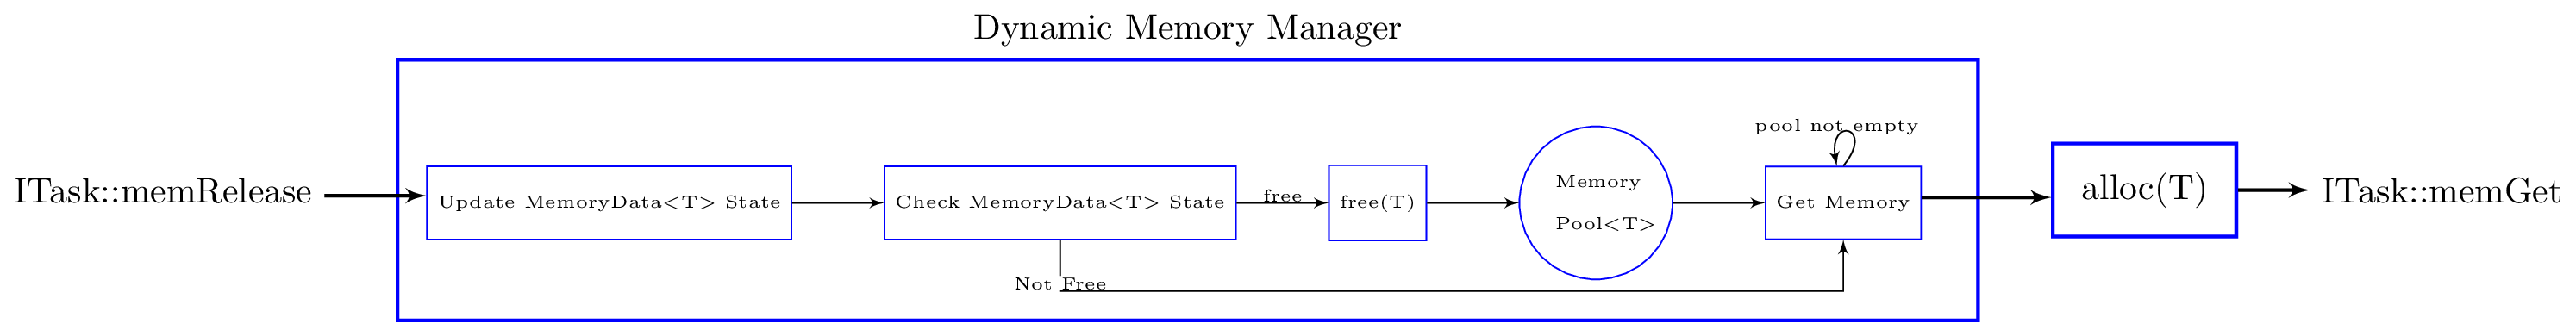 Dynamic Memory Manager
pool not empty
ITask::memRelease
Update MemoryData<T> State
Check MemoryData<T> State
free
free(T)
Memory
Pool<T>
Get Memory
alloc(T)
ITask::memGet
Not Free